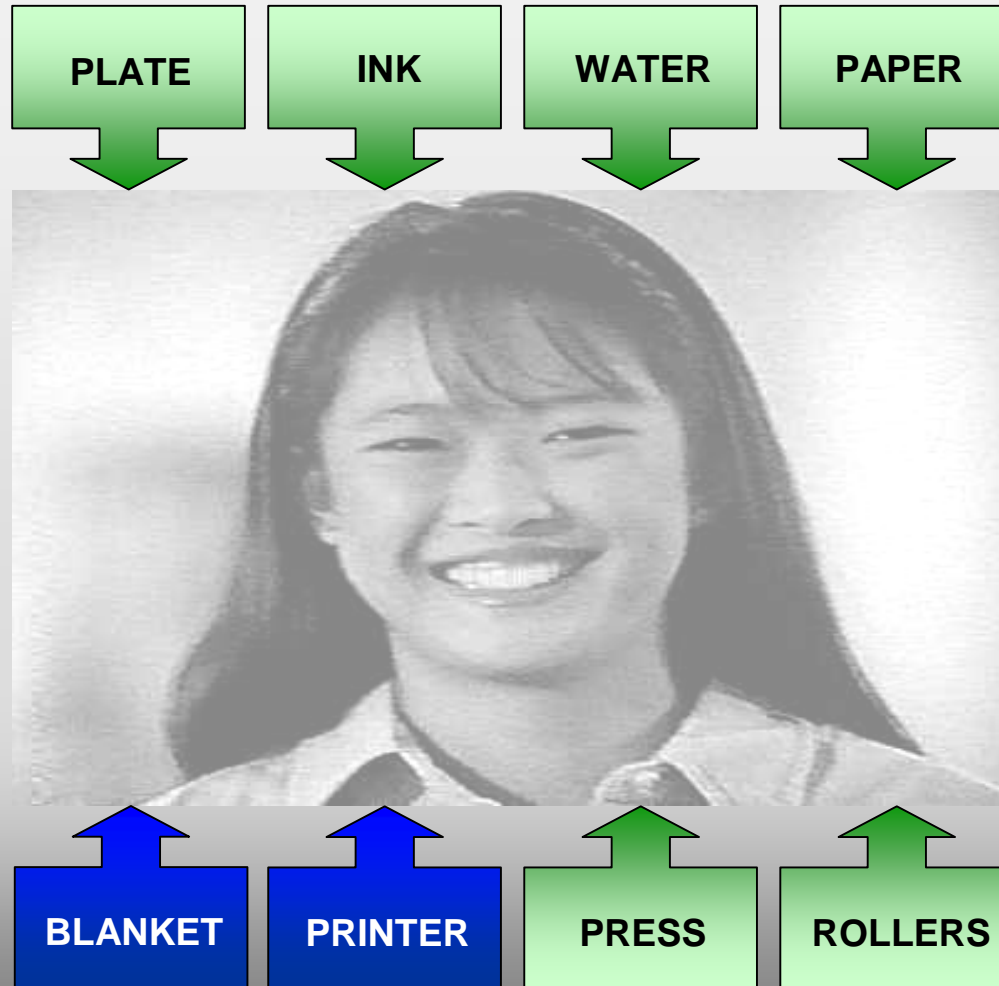 PLATE
INK
WATER
PAPER
BLANKET
PRINTER
PRESS
ROLLERS